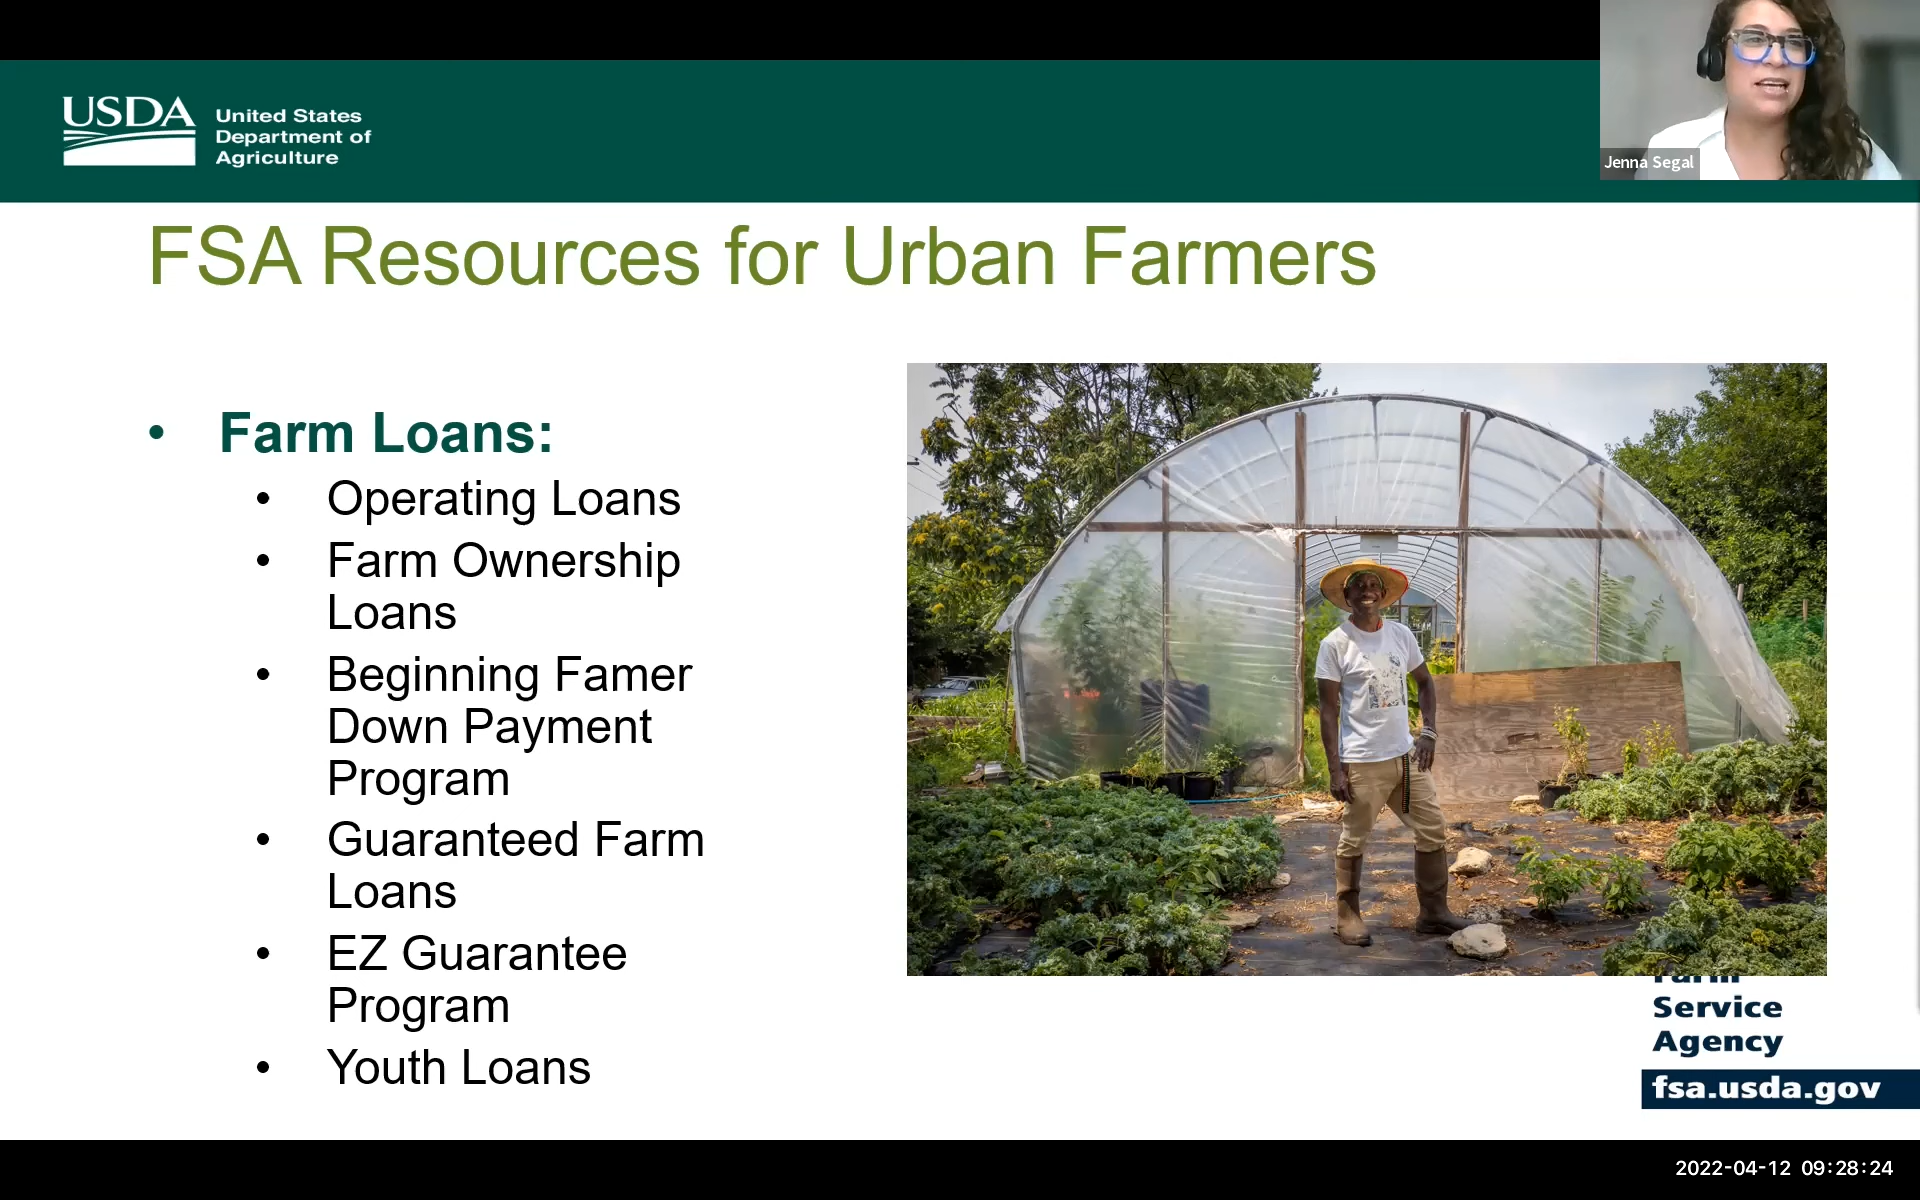 USDA
United States
Department of
Agriculture
Jenna Segal
FSA Resources for Urban Farmers
• Farm Loans:
• Operating Loans
• Farm Ownership
Loans
• Beginning Famer
Down Payment
Program
• Guaranteed Farm
Loans
• EZ Guarantee
Program
• Youth Loans
Farm
Service
Agency
fsa.usda.gov
2022-04-12 09:28:24